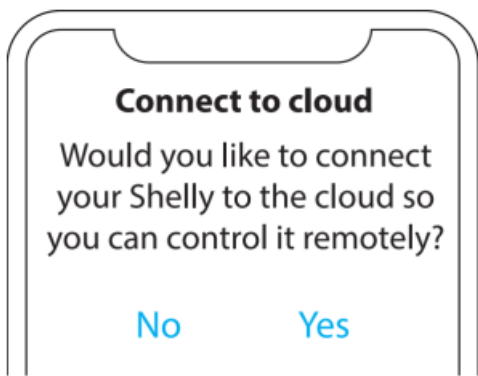 Connect to cloud
Would you like to connect
your Shelly to the cloud so
you can control it remotely?
No Yes